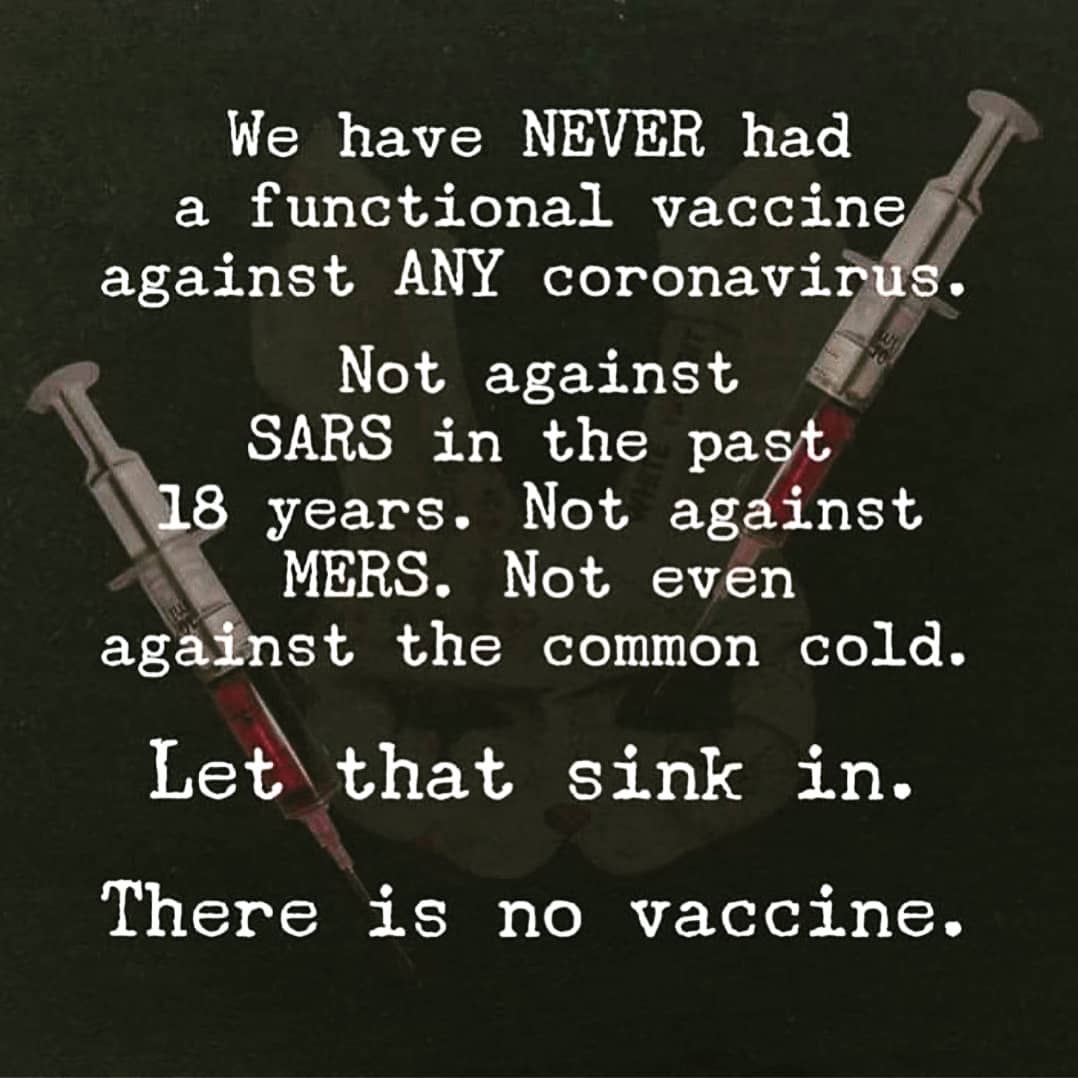 We have NEVER had
a functional vaccine
against ANY coronavirus.
Not against
SARS in the past
18 years. Not against
MERS. Not even
against the common cold.
Let that sink in.
There is no vaccine.